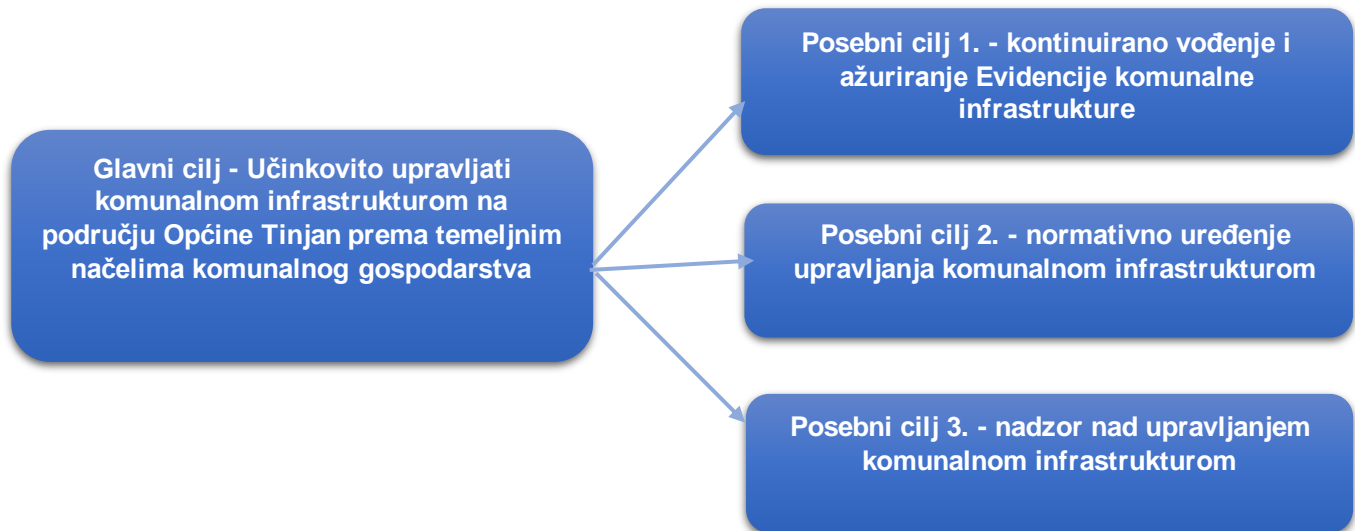 Glavni cilj - Učinkovito upravljati
komunalnom infrastrukturom na
području Općine Tinjan prema temeljnim
načelima komunalnog gospodarstva
Posebni cilj 1. - kontinuirano vođenje i
ažuriranje Evidencije komunalne
infrastrukture
Posebni cilj 2. - normativno uređenje
upravljanja komunalnom infrastrukturom
Posebni cilj 3. - nadzor nad upravljanjem
komunalnom infrastrukturom